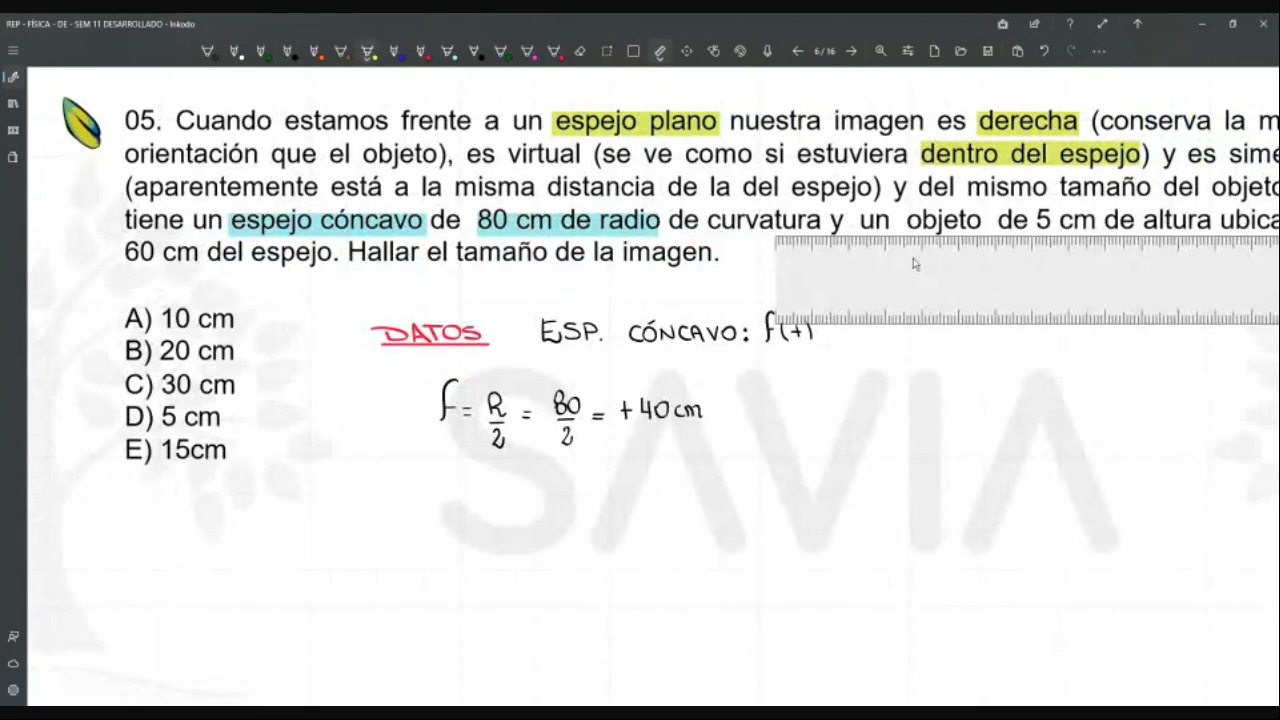 REP - FÍSICA - DE - SEM 11 DESARROLLADO - Inkodo
6/16
05. Cuando estamos frente a un espejo plano nuestra imagen es derecha (conserva la m
orientación que el objeto), es virtual (se ve como si estuviera dentro del espejo) y es sime
(aparentemente está a la misma distancia de la del espejo) y del mismo tamaño del objeto
tiene un espejo cóncavo de 80 cm de radio de curvatura y un objeto de 5 cm de altura ubica
60 cm del espejo. Hallar el tamaño de la imagen.
A) 10 cm
B) 20 cm
C) 30 cm
D) 5 cm
E) 15cm
DATOS ESP. CÓNCAVO: f(+)
f = R/2 = 80/2 = +40cm
SAVIA